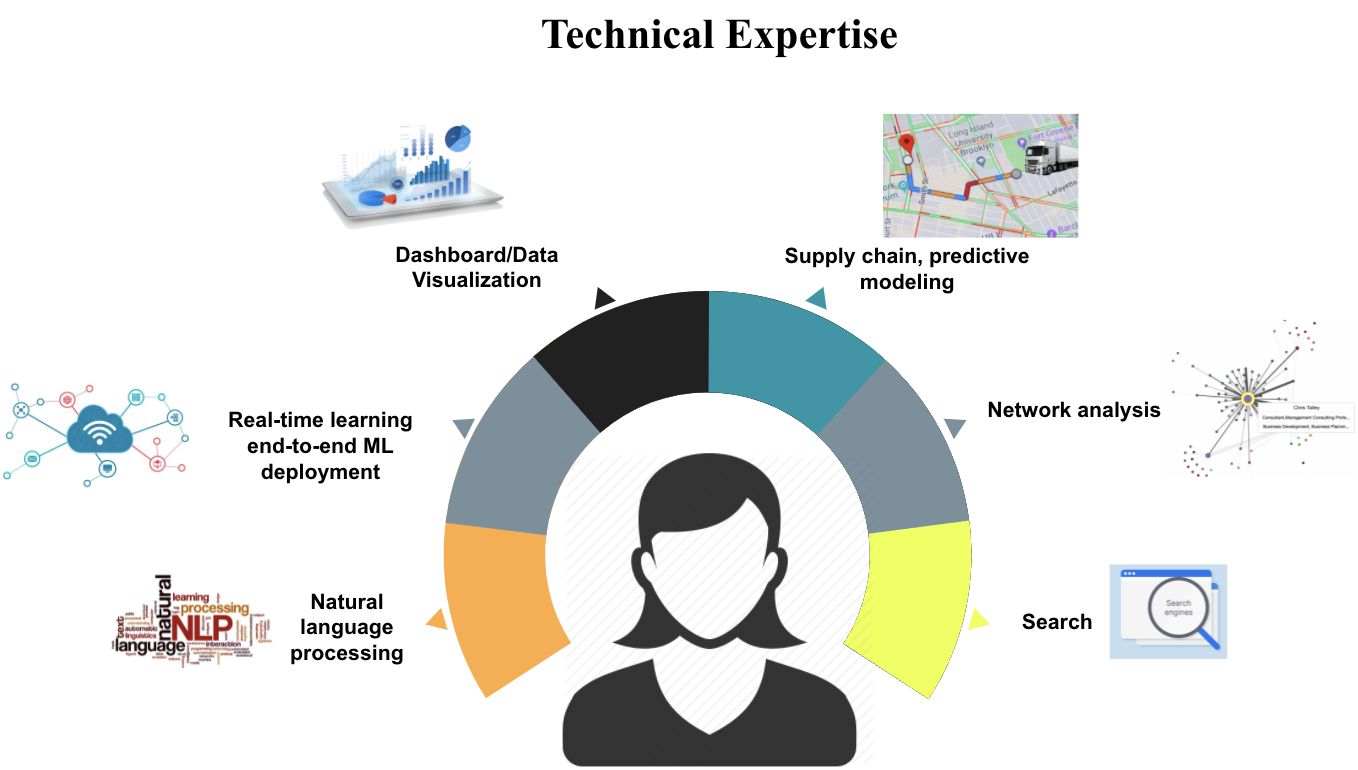 Technical Expertise
Dashboard/Data
Visualization
Long Island
University
Brooklyn
Fort Greene
Smith St
Lafayette
Supply chain, predictive
modeling
Real-time learning
end-to-end ML
deployment
Network analysis
Chris Talley
Consultant,Management Consulting Profe...
Business Development, Business Plannin...
natural
learning
processing
text
automatic
linguistics
NLP
language
interaction
Natural
language
processing
Search
Search
engines